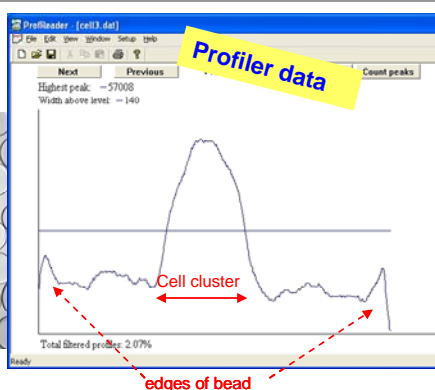 ProfReader - [cell3.dat]
File Edit View Window Setup Help
Next Previous Count peaks
Profiler data
Highest peak: -57008
Width above level: -140
Cell cluster
Total filtered profiles: 2.07%
Ready
edges of bead